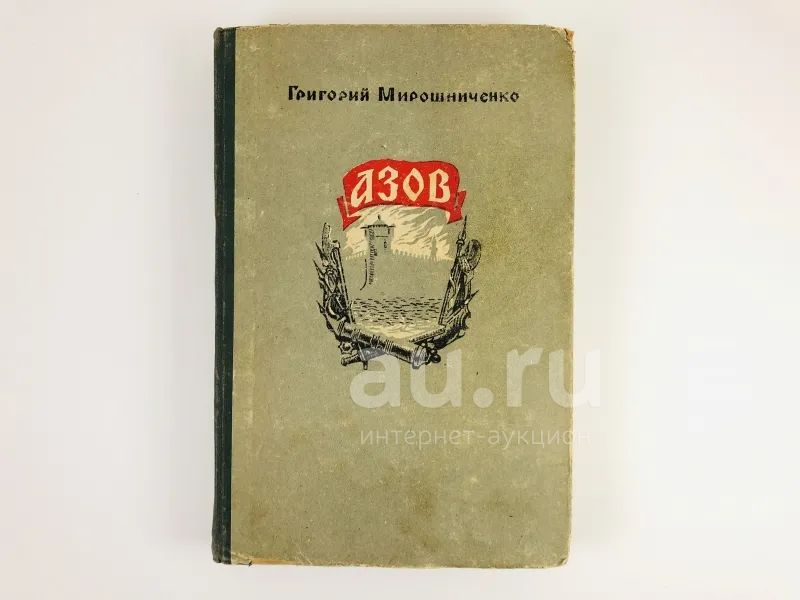 Григорий Мирошниченко
АЗОВ
au.ru
интернет-аукцион